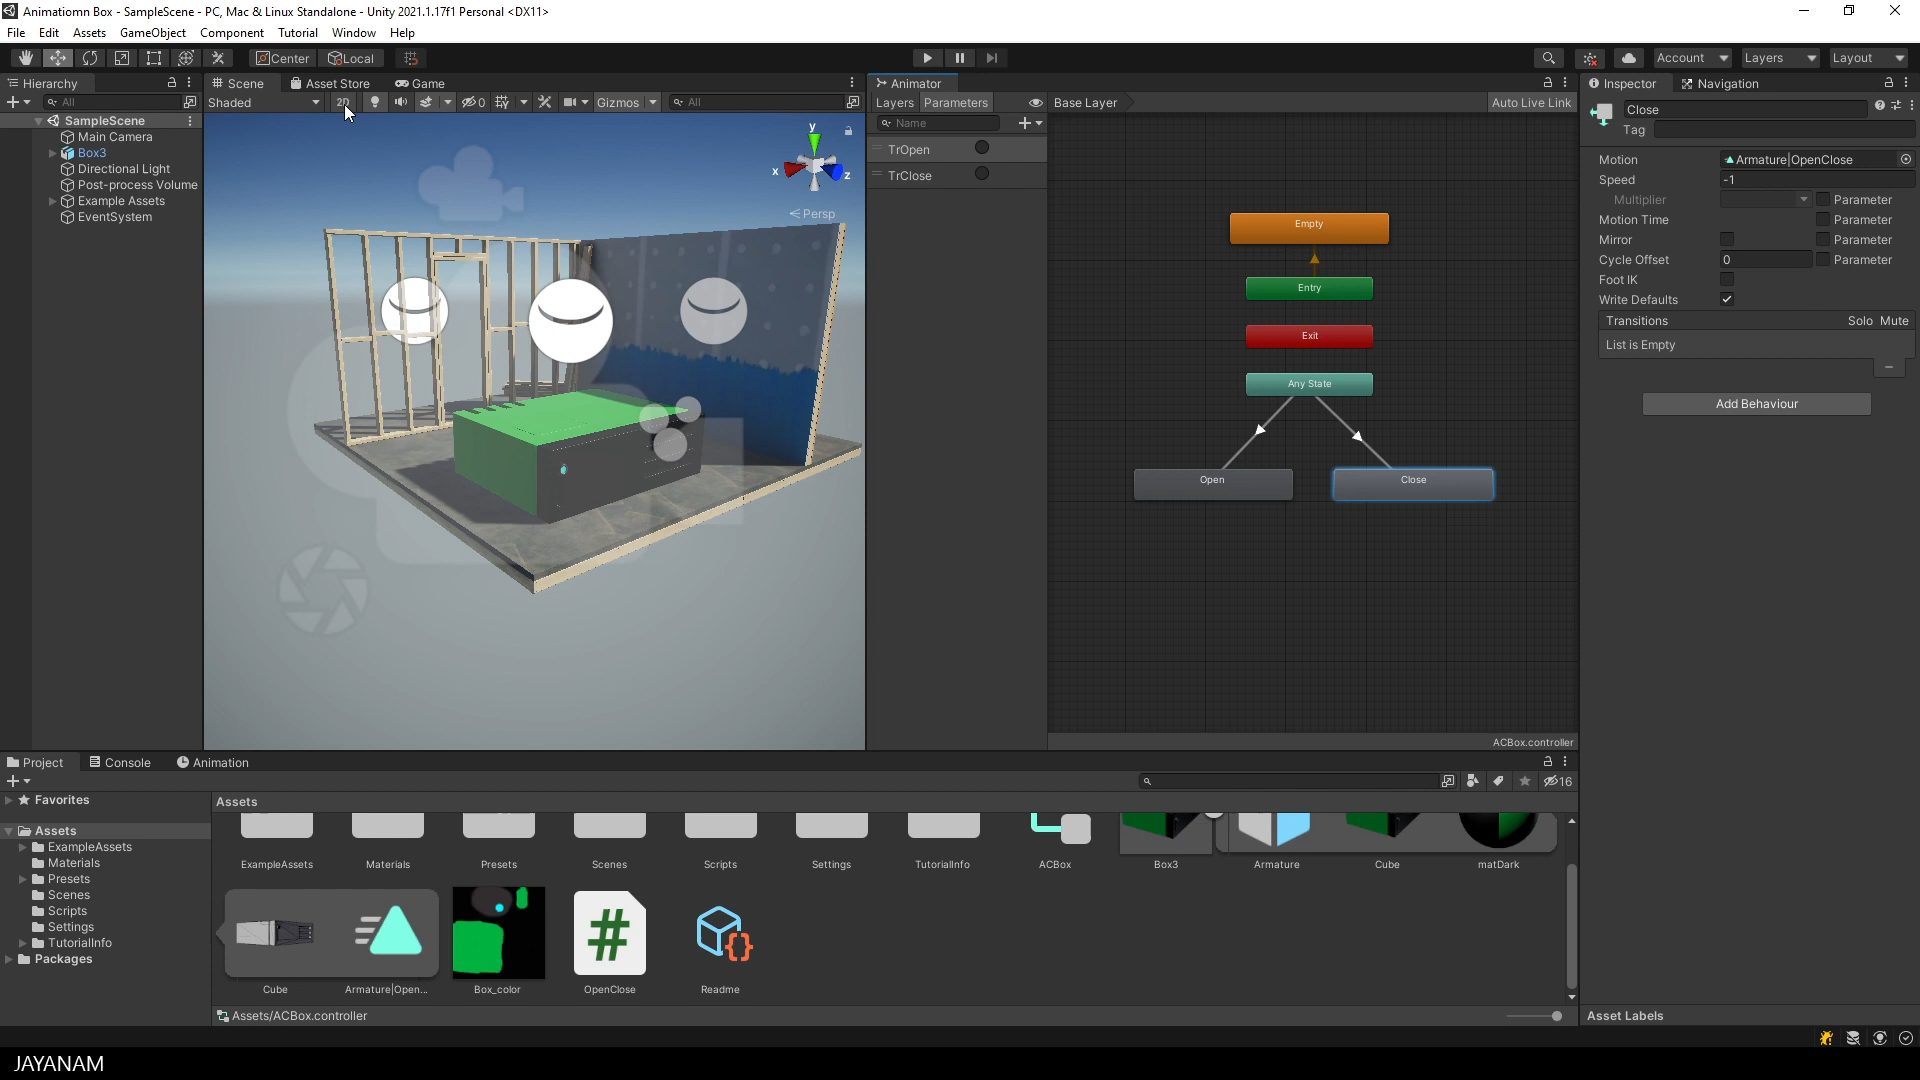 Animatiomn Box - SampleScene - PC, Mac & Linux Standalone - Unity 2021.1.17f1 Personal <DX11>
File Edit Assets GameObject Component Tutorial Window Help
Center Local
Account Layers Layout
Hierarchy
All
SampleScene
Main Camera
Box3
Directional Light
Post-process Volume
Example Assets
EventSystem
Scene Asset Store Game
Shaded 2D 0 Gizmos All
y
x
z
Persp
Animator
Layers Parameters Base Layer Auto Live Link
Name
TrOpen
TrClose
Empty
Entry
Exit
Any State
Open Close
ACBox.controller
Inspector Navigation
Close
Tag
Motion Armature|OpenClose
Speed -1
Multiplier Parameter
Motion Time Parameter
Mirror Parameter
Cycle Offset 0 Parameter
Foot IK
Write Defaults
Transitions Solo Mute
List is Empty
Add Behaviour
Asset Labels
Project Console Animation
16
Favorites
Assets
ExampleAssets
Materials
Presets
Scenes
Scripts
Settings
TutorialInfo
Packages
Assets
ExampleAssets Materials Presets Scenes Scripts Settings TutorialInfo ACBox Box3 Armature Cube matDark
Cube Armature|Open... Box_color OpenClose Readme
Assets/ACBox.controller
JAYANAM